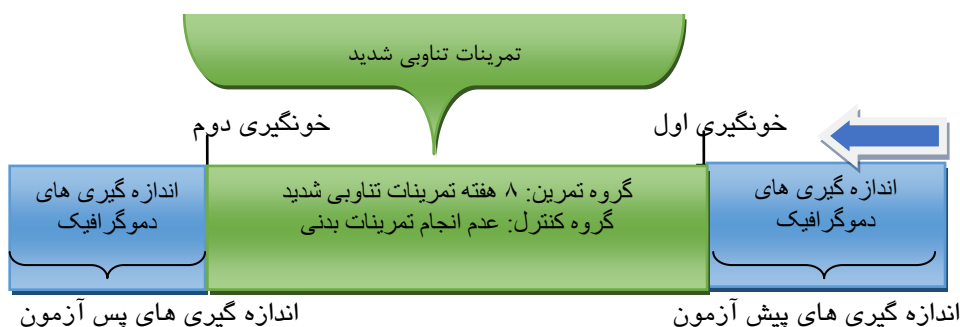 تمرینات تناوبی شدید
خونگیری اول
خونگیری دوم
اندازه گیری های
دموگرافیک
گروه تمرین: ۸ هفته تمرینات تناوبی شدید
گروه کنترل: عدم انجام تمرینات بدنی
اندازه گیری های
دموگرافیک
اندازه گیری های پیش آزمون
اندازه گیری های پس آزمون